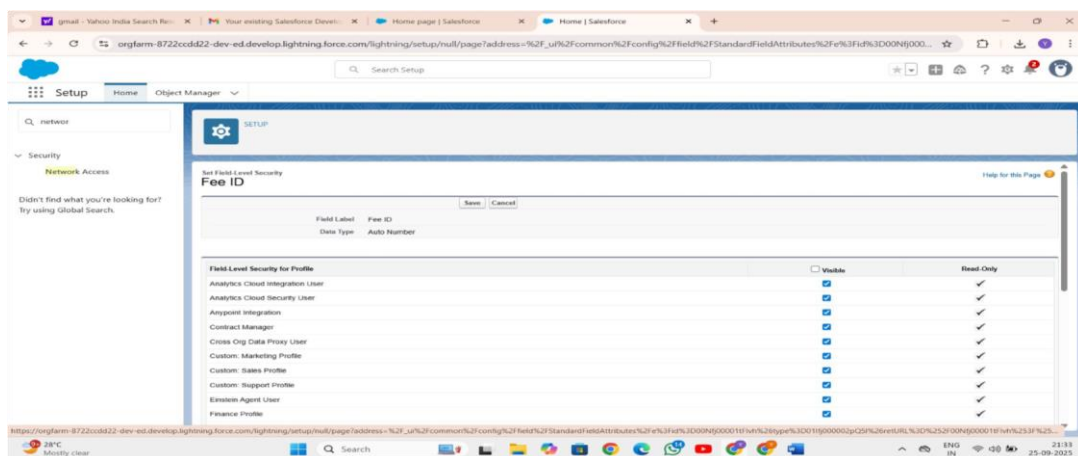 gmail - Yahoo India Search Res
Your existing Salesforce Develo
Home page | Salesforce
Home | Salesforce
orgfarm-8722ccdd22-dev-ed.develop.lightning.force.com/lightning/setup/null/page?address=%2F_ui%2Fcommon%2Fconfig%2Ffield%2FStandardFieldAttributes%2Fe%3Fid%3D00Nfj000...
Search Setup
2
Setup
Home
Object Manager
networ
SETUP
Security
Network Access
Didn't find what you're looking for?
Try using Global Search.
Set Field-Level Security
Fee ID
Help for this Page
Save Cancel
Field Label Fee ID
Data Type Auto Number
Field-Level Security for Profile Visible Read-Only
Analytics Cloud Integration User
Analytics Cloud Security User
Anypoint Integration
Contract Manager
Cross Org Data Proxy User
Custom: Marketing Profile
Custom: Sales Profile
Custom: Support Profile
Einstein Agent User
Finance Profile
28°C
Mostly clear
Search
ENG
IN
21:33
25-09-2025